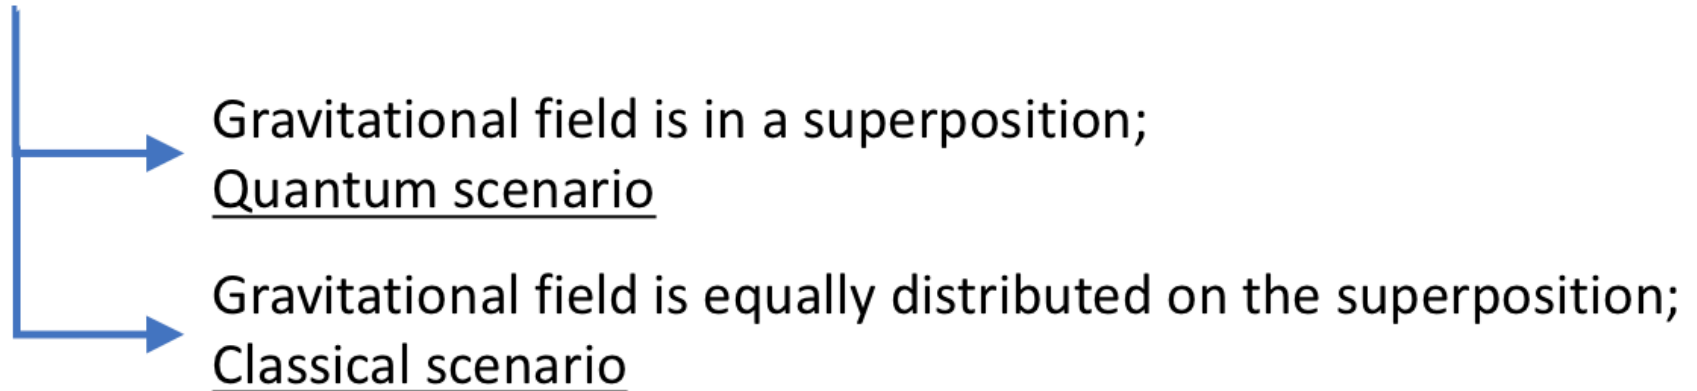 Gravitational field is in a superposition;
Quantum scenario
Gravitational field is equally distributed on the superposition;
Classical scenario